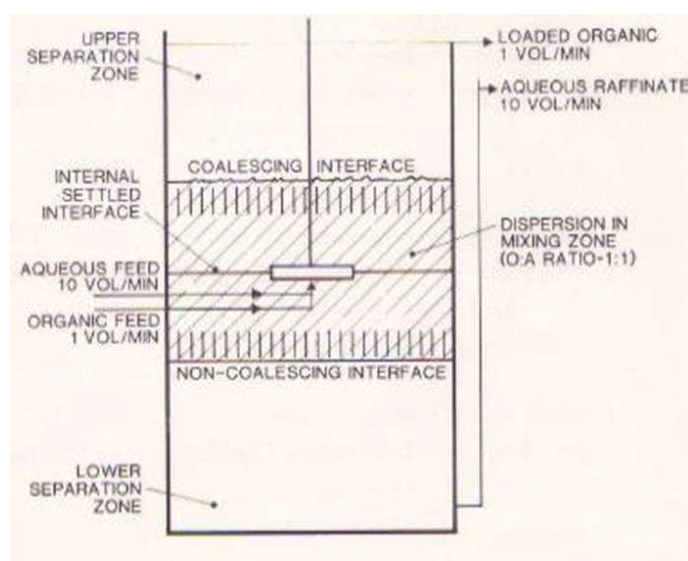 UPPER
SEPARATION
ZONE
LOADED ORGANIC
1 VOL/MIN
AQUEOUS RAFFINATE
10 VOL/MIN
COALESCING INTERFACE
INTERNAL
SETTLED
INTERFACE
DISPERSION IN
MIXING ZONE
(O:A RATIO-1:1)
AQUEOUS FEED
10 VOL/MIN
ORGANIC FEED
1 VOL/MIN
NON-COALESCING INTERFACE
LOWER
SEPARATION
ZONE